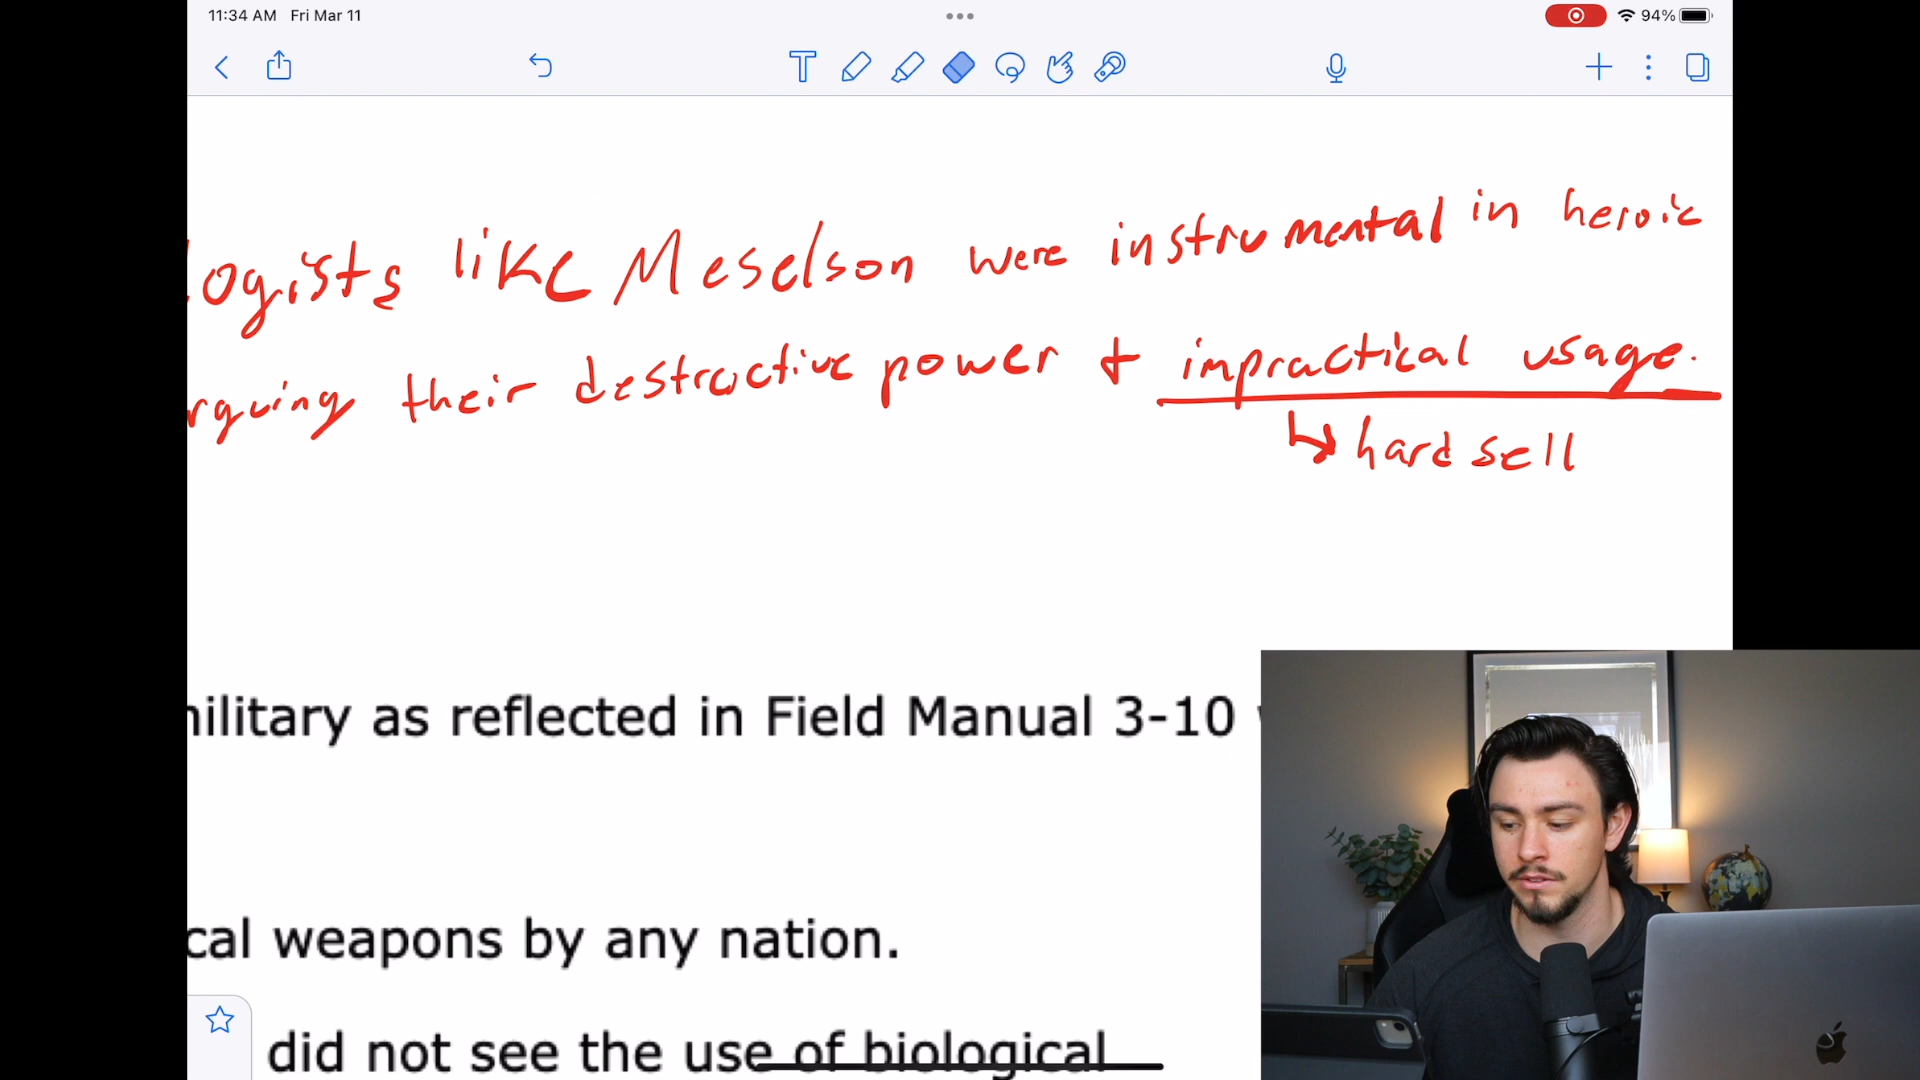 11:34 AM Fri Mar 11
94%
T
logists like Meselson were instrumental in heroic
rguing their destructive power + impractical usage.
↳ hard sell
military as reflected in Field Manual 3-10
cal weapons by any nation.
did not see the use of biological